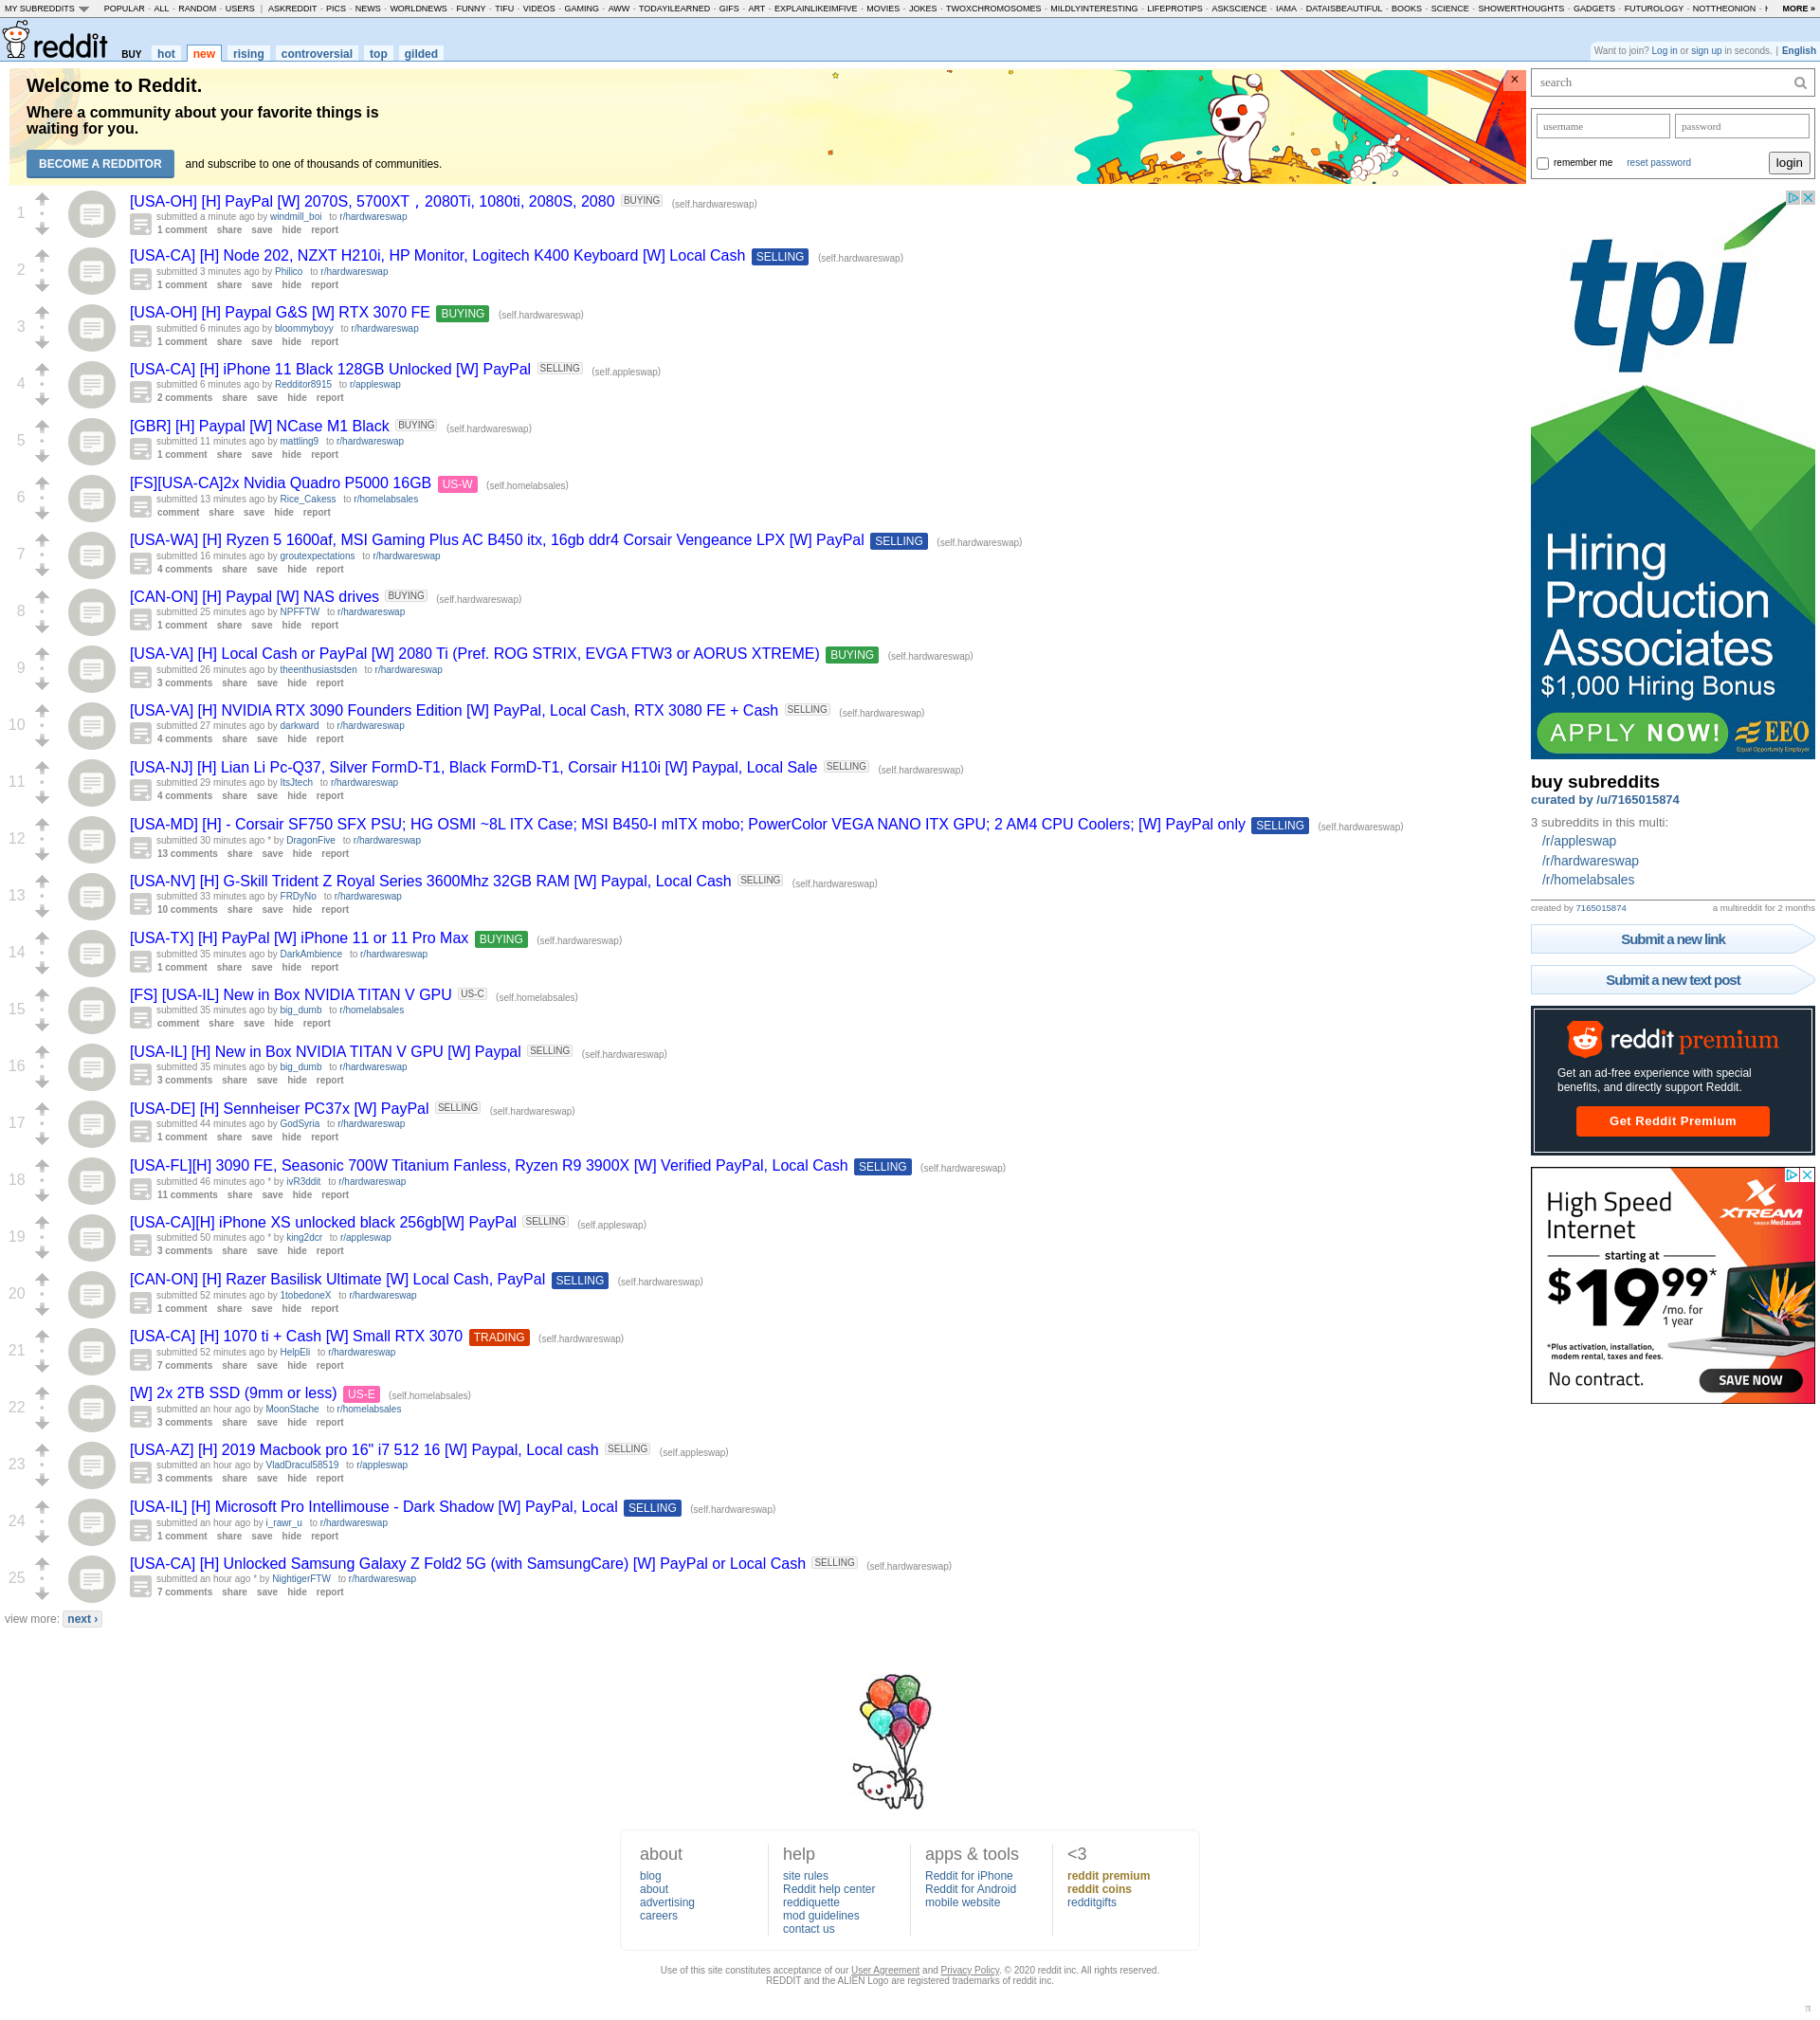 MY SUBREDDITS POPULAR - ALL - RANDOM - USERS | ASKREDDIT - PICS - NEWS - WORLDNEWS - FUNNY - TIFU - VIDEOS - GAMING - AWW - TODAYILEARNED - GIFS - ART - EXPLAINLIKEIMFIVE - MOVIES - JOKES - TWOXCHROMOSOMES - MILDLYINTERESTING - LIFEPROTIPS - ASKSCIENCE - IAMA - DATAISBEAUTIFUL - BOOKS - SCIENCE - SHOWERTHOUGHTS - GADGETS - FUTUROLOGY - NOTTHEONION - MORE »
reddit BUY hot new rising controversial top gilded
Want to join? Log in or sign up in seconds. | English
Welcome to Reddit.
Where a community about your favorite things is
waiting for you.
BECOME A REDDITOR and subscribe to one of thousands of communities.
×
1
[USA-OH] [H] PayPal [W] 2070S, 5700XT , 2080Ti, 1080ti, 2080S, 2080 BUYING (self.hardwareswap)
submitted a minute ago by windmill_boi to r/hardwareswap
1 comment share save hide report
2
[USA-CA] [H] Node 202, NZXT H210i, HP Monitor, Logitech K400 Keyboard [W] Local Cash SELLING (self.hardwareswap)
submitted 3 minutes ago by Philico to r/hardwareswap
1 comment share save hide report
3
[USA-OH] [H] Paypal G&S [W] RTX 3070 FE BUYING (self.hardwareswap)
submitted 6 minutes ago by bloommyboyy to r/hardwareswap
1 comment share save hide report
4
[USA-CA] [H] iPhone 11 Black 128GB Unlocked [W] PayPal SELLING (self.appleswap)
submitted 6 minutes ago by Redditor8915 to r/appleswap
2 comments share save hide report
5
[GBR] [H] Paypal [W] NCase M1 Black BUYING (self.hardwareswap)
submitted 11 minutes ago by mattling9 to r/hardwareswap
1 comment share save hide report
6
[FS][USA-CA]2x Nvidia Quadro P5000 16GB US-W (self.homelabsales)
submitted 13 minutes ago by Rice_Cakess to r/homelabsales
comment share save hide report
7
[USA-WA] [H] Ryzen 5 1600af, MSI Gaming Plus AC B450 itx, 16gb ddr4 Corsair Vengeance LPX [W] PayPal SELLING (self.hardwareswap)
submitted 16 minutes ago by groutexpectations to r/hardwareswap
4 comments share save hide report
8
[CAN-ON] [H] Paypal [W] NAS drives BUYING (self.hardwareswap)
submitted 25 minutes ago by NPFFTW to r/hardwareswap
1 comment share save hide report
9
[USA-VA] [H] Local Cash or PayPal [W] 2080 Ti (Pref. ROG STRIX, EVGA FTW3 or AORUS XTREME) BUYING (self.hardwareswap)
submitted 26 minutes ago by theenthusiastsden to r/hardwareswap
3 comments share save hide report
10
[USA-VA] [H] NVIDIA RTX 3090 Founders Edition [W] PayPal, Local Cash, RTX 3080 FE + Cash SELLING (self.hardwareswap)
submitted 27 minutes ago by darkward to r/hardwareswap
4 comments share save hide report
11
[USA-NJ] [H] Lian Li Pc-Q37, Silver FormD-T1, Black FormD-T1, Corsair H110i [W] Paypal, Local Sale SELLING (self.hardwareswap)
submitted 29 minutes ago by ItsJtech to r/hardwareswap
4 comments share save hide report
12
[USA-MD] [H] - Corsair SF750 SFX PSU; HG OSMI ~8L ITX Case; MSI B450-I mITX mobo; PowerColor VEGA NANO ITX GPU; 2 AM4 CPU Coolers; [W] PayPal only SELLING (self.hardwareswap)
submitted 30 minutes ago * by DragonFive to r/hardwareswap
13 comments share save hide report
13
[USA-NV] [H] G-Skill Trident Z Royal Series 3600Mhz 32GB RAM [W] Paypal, Local Cash SELLING (self.hardwareswap)
submitted 33 minutes ago by FRDyNo to r/hardwareswap
10 comments share save hide report
14
[USA-TX] [H] PayPal [W] iPhone 11 or 11 Pro Max BUYING (self.hardwareswap)
submitted 35 minutes ago by DarkAmbience to r/hardwareswap
1 comment share save hide report
15
[FS] [USA-IL] New in Box NVIDIA TITAN V GPU US-C (self.homelabsales)
submitted 35 minutes ago by big_dumb to r/homelabsales
comment share save hide report
16
[USA-IL] [H] New in Box NVIDIA TITAN V GPU [W] Paypal SELLING (self.hardwareswap)
submitted 35 minutes ago by big_dumb to r/hardwareswap
3 comments share save hide report
17
[USA-DE] [H] Sennheiser PC37x [W] PayPal SELLING (self.hardwareswap)
submitted 44 minutes ago by GodSyria to r/hardwareswap
1 comment share save hide report
18
[USA-FL][H] 3090 FE, Seasonic 700W Titanium Fanless, Ryzen R9 3900X [W] Verified PayPal, Local Cash SELLING (self.hardwareswap)
submitted 46 minutes ago * by ivR3ddit to r/hardwareswap
11 comments share save hide report
19
[USA-CA][H] iPhone XS unlocked black 256gb[W] PayPal SELLING (self.appleswap)
submitted 50 minutes ago * by king2dcr to r/appleswap
3 comments share save hide report
20
[CAN-ON] [H] Razer Basilisk Ultimate [W] Local Cash, PayPal SELLING (self.hardwareswap)
submitted 52 minutes ago by 1tobedoneX to r/hardwareswap
1 comment share save hide report
21
[USA-CA] [H] 1070 ti + Cash [W] Small RTX 3070 TRADING (self.hardwareswap)
submitted 52 minutes ago by HelpEli to r/hardwareswap
7 comments share save hide report
22
[W] 2x 2TB SSD (9mm or less) US-E (self.homelabsales)
submitted an hour ago by MoonStache to r/homelabsales
3 comments share save hide report
23
[USA-AZ] [H] 2019 Macbook pro 16" i7 512 16 [W] Paypal, Local cash SELLING (self.appleswap)
submitted an hour ago by VladDracul58519 to r/appleswap
3 comments share save hide report
24
[USA-IL] [H] Microsoft Pro Intellimouse - Dark Shadow [W] PayPal, Local SELLING (self.hardwareswap)
submitted an hour ago by i_rawr_u to r/hardwareswap
1 comment share save hide report
25
[USA-CA] [H] Unlocked Samsung Galaxy Z Fold2 5G (with SamsungCare) [W] PayPal or Local Cash SELLING (self.hardwareswap)
submitted an hour ago * by NightigerFTW to r/hardwareswap
7 comments share save hide report
view more: next ›
search
username password
remember me reset password login
tpi
Hiring
Production
Associates
$1,000 Hiring Bonus
APPLY NOW! EEO
Equal Opportunity Employer
buy subreddits
curated by /u/7165015874
3 subreddits in this multi:
/r/appleswap
/r/hardwareswap
/r/homelabsales
created by 7165015874 a multireddit for 2 months
Submit a new link
Submit a new text post
reddit premium
Get an ad-free experience with special
benefits, and directly support Reddit.
Get Reddit Premium
High Speed
Internet
XTREAM
POWERED BY Mediacom
starting at
$1999*
/mo. for
1 year
*Plus activation, installation,
modem rental, taxes and fees.
No contract. SAVE NOW
about
blog
about
advertising
careers
help
site rules
Reddit help center
reddiquette
mod guidelines
contact us
apps & tools
Reddit for iPhone
Reddit for Android
mobile website
<3
reddit premium
reddit coins
redditgifts
Use of this site constitutes acceptance of our User Agreement and Privacy Policy. © 2020 reddit inc. All rights reserved.
REDDIT and the ALIEN Logo are registered trademarks of reddit inc.
π